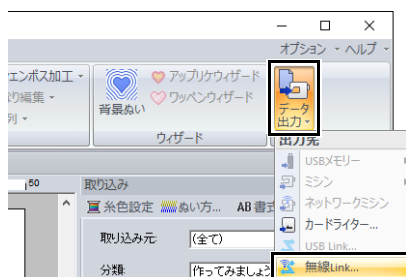 オプション ヘルプ
エンボス加工
アップリケウィザード
ワッペンウィザード
なり編集
背景ぬい
データ
出力
列
ウィザード
出力先
USBメモリー
ミシン
ネットワークミシン
カードライター...
USB Link...
無線Link...
50
取り込み
糸色設定 ぬい方... AB 書式
取り込み元: (全て)
分類: 作ってみましょう